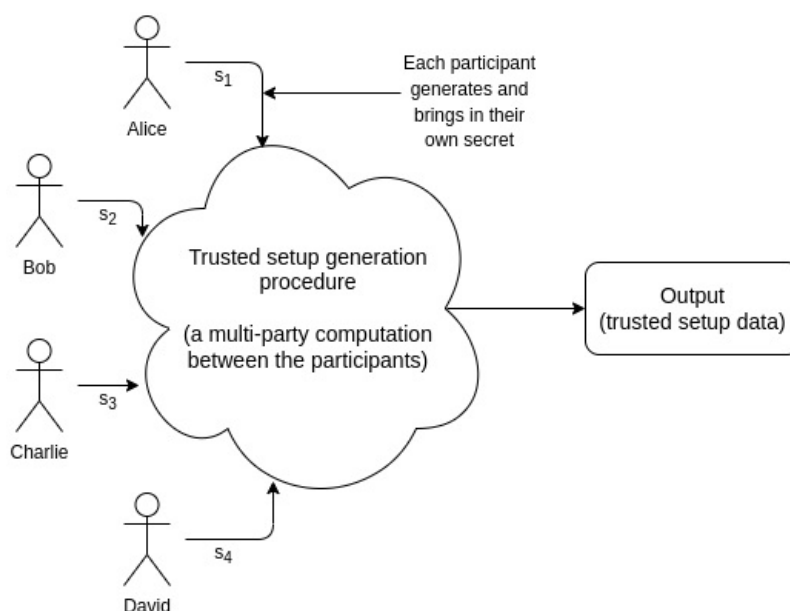 Alice
s1
Each participant
generates and
brings in their
own secret
Bob
s2
Trusted setup generation
procedure
(a multi-party computation
between the participants)
Output
(trusted setup data)
Charlie
s3
David
s4